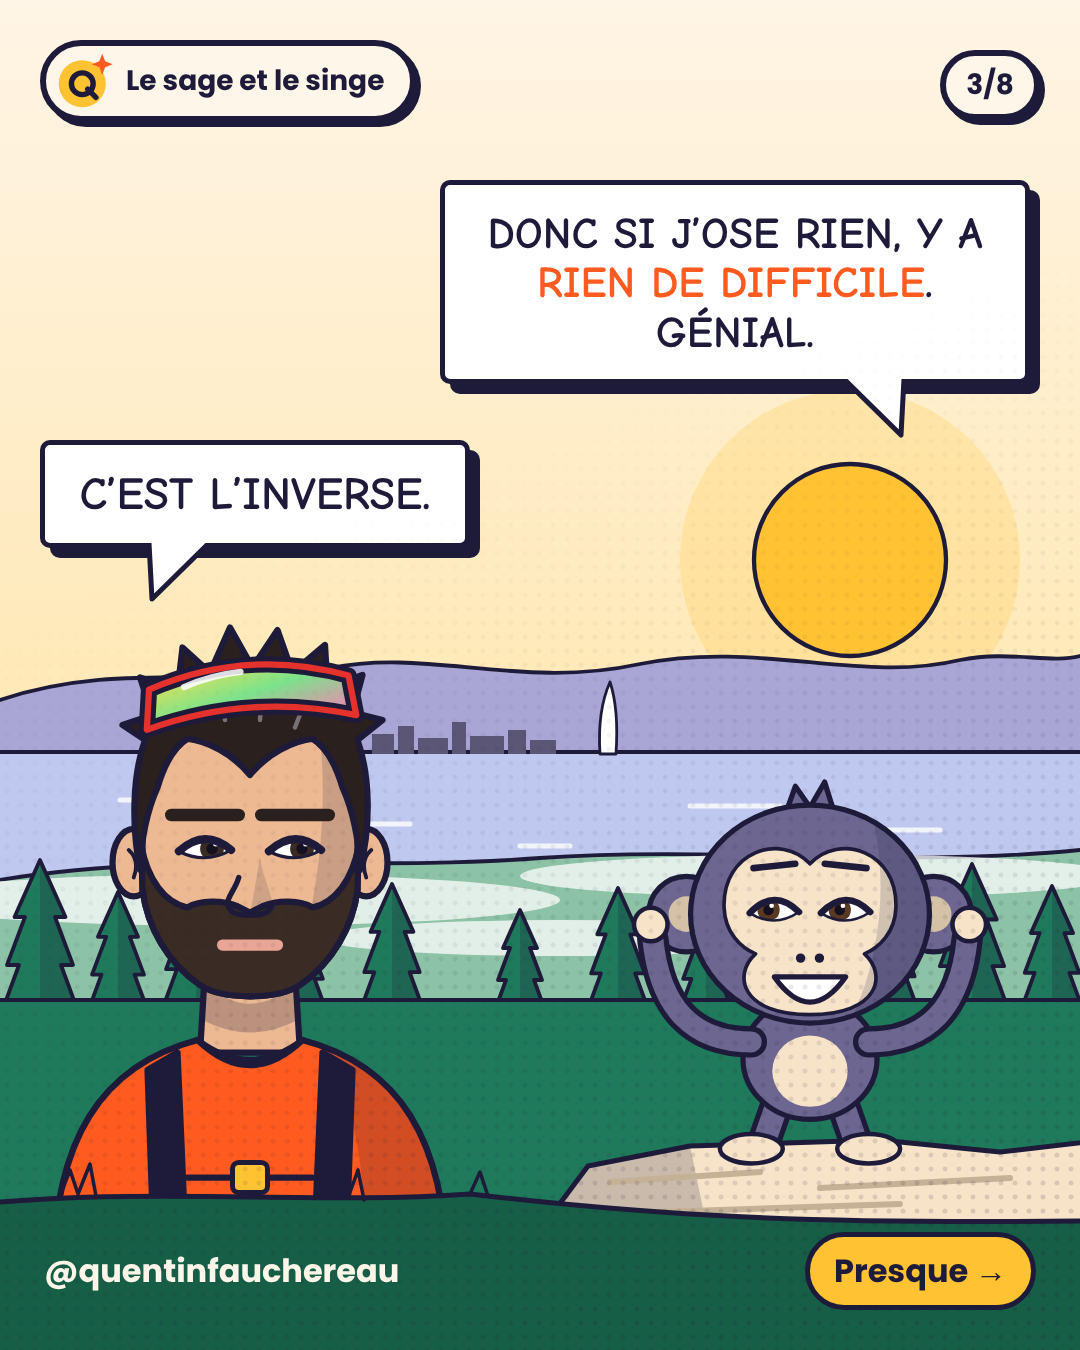 Q
Le sage et le singe
3/8
DONC SI J'OSE RIEN, Y A
RIEN DE DIFFICILE.
GÉNIAL.
C'EST L'INVERSE.
@quentinfauchereau
Presque →